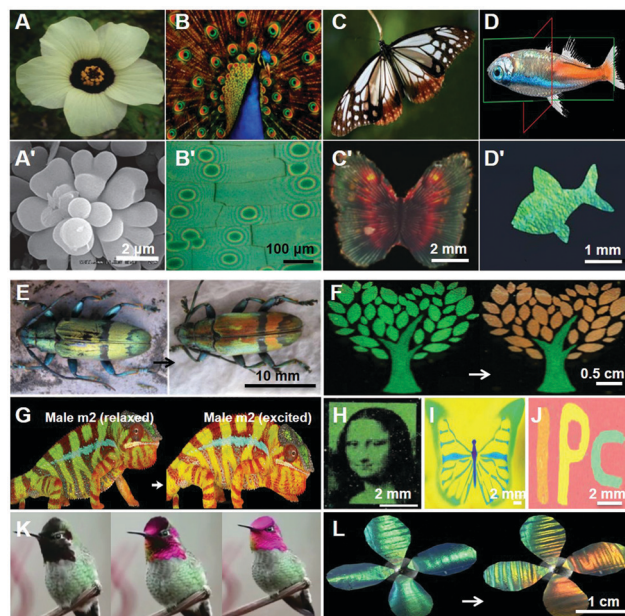 A
B
C
D
A'
2 µm
B'
100 µm
C'
2 mm
D'
1 mm
E
10 mm
F
0.5 cm
G
Male m2 (relaxed)
Male m2 (excited)
H
2 mm
I
2 mm
J
IPC
2 mm
K
L
1 cm